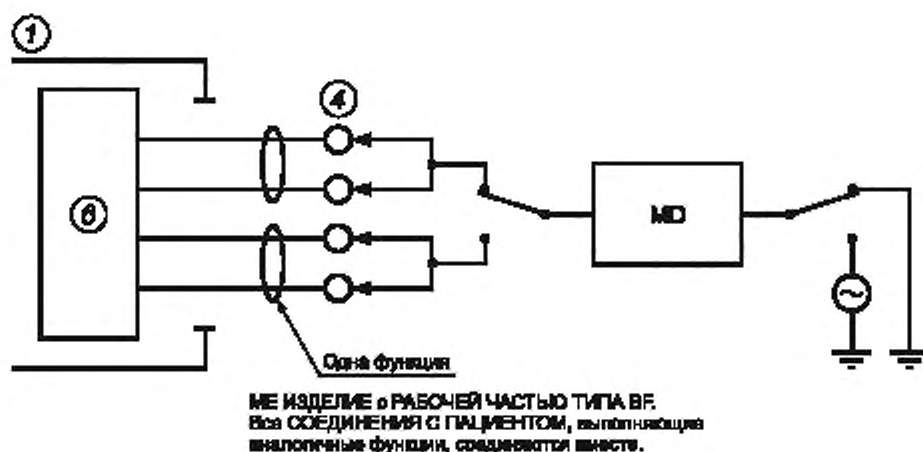 1
4
6
MD
Одна функция
МЕ ИЗДЕЛИЕ с РАБОЧЕЙ ЧАСТЬЮ ТИПА BF.
Все СОЕДИНЕНИЯ С ПАЦИЕНТОМ, выполняющие
аналогичные функции, соединяются вместе.